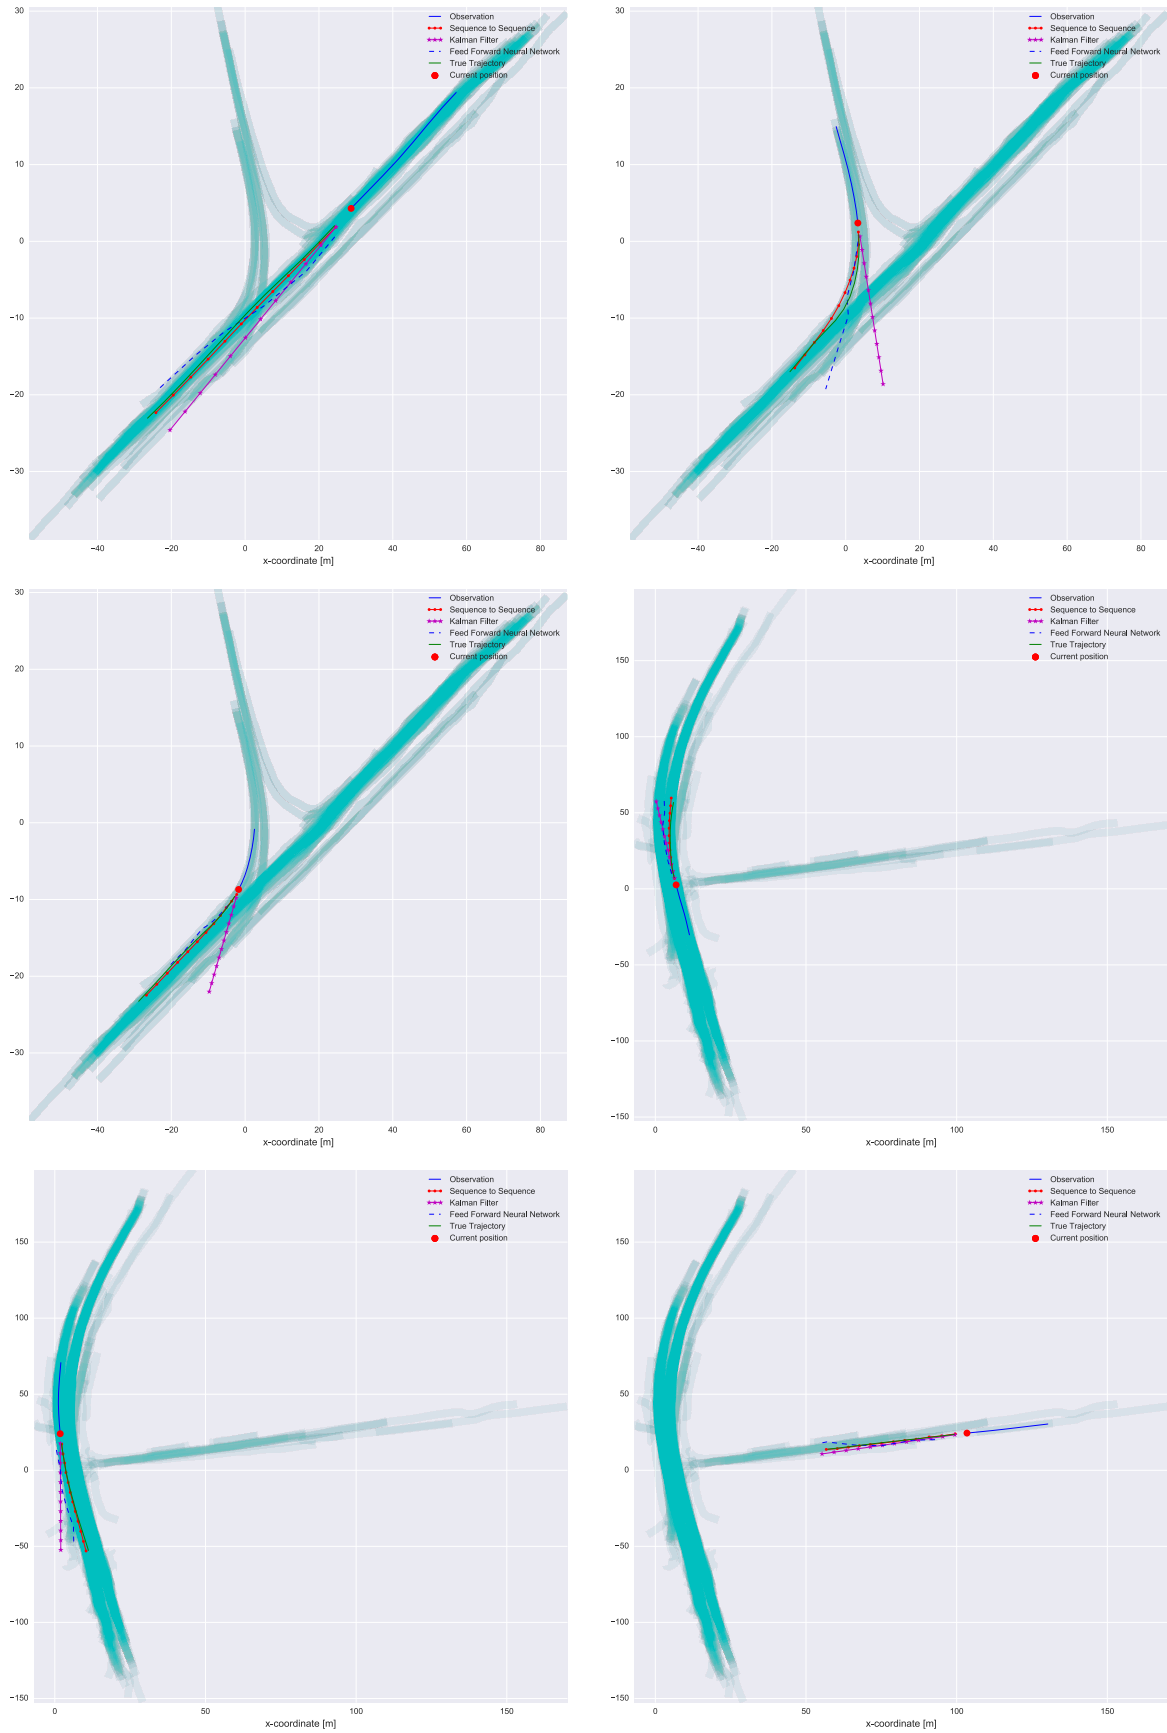 30
20
10
0
−10
−20
−30
−40
−20
0
20
40
60
80
x-coordinate [m]
Observation
Sequence to Sequence
Kalman Filter
Feed Forward Neural Network
True Trajectory
Current position
30
20
10
0
−10
−20
−30
−40
−20
0
20
40
60
80
x-coordinate [m]
Observation
Sequence to Sequence
Kalman Filter
Feed Forward Neural Network
True Trajectory
Current position
30
20
10
0
−10
−20
−30
−40
−20
0
20
40
60
80
x-coordinate [m]
Observation
Sequence to Sequence
Kalman Filter
Feed Forward Neural Network
True Trajectory
Current position
150
100
50
0
−50
−100
−150
0
50
100
150
x-coordinate [m]
Observation
Sequence to Sequence
Kalman Filter
Feed Forward Neural Network
True Trajectory
Current position
150
100
50
0
−50
−100
−150
0
50
100
150
x-coordinate [m]
Observation
Sequence to Sequence
Kalman Filter
Feed Forward Neural Network
True Trajectory
Current position
150
100
50
0
−50
−100
−150
0
50
100
150
x-coordinate [m]
Observation
Sequence to Sequence
Kalman Filter
Feed Forward Neural Network
True Trajectory
Current position